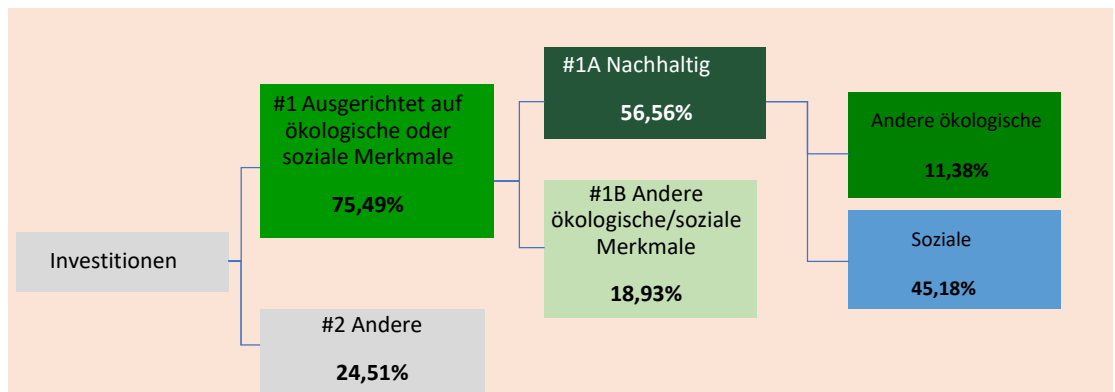 Investitionen
#1 Ausgerichtet auf
ökologische oder
soziale Merkmale
75,49%
#2 Andere
24,51%
#1A Nachhaltig
56,56%
#1B Andere
ökologische/soziale
Merkmale
18,93%
Andere ökologische
11,38%
Soziale
45,18%